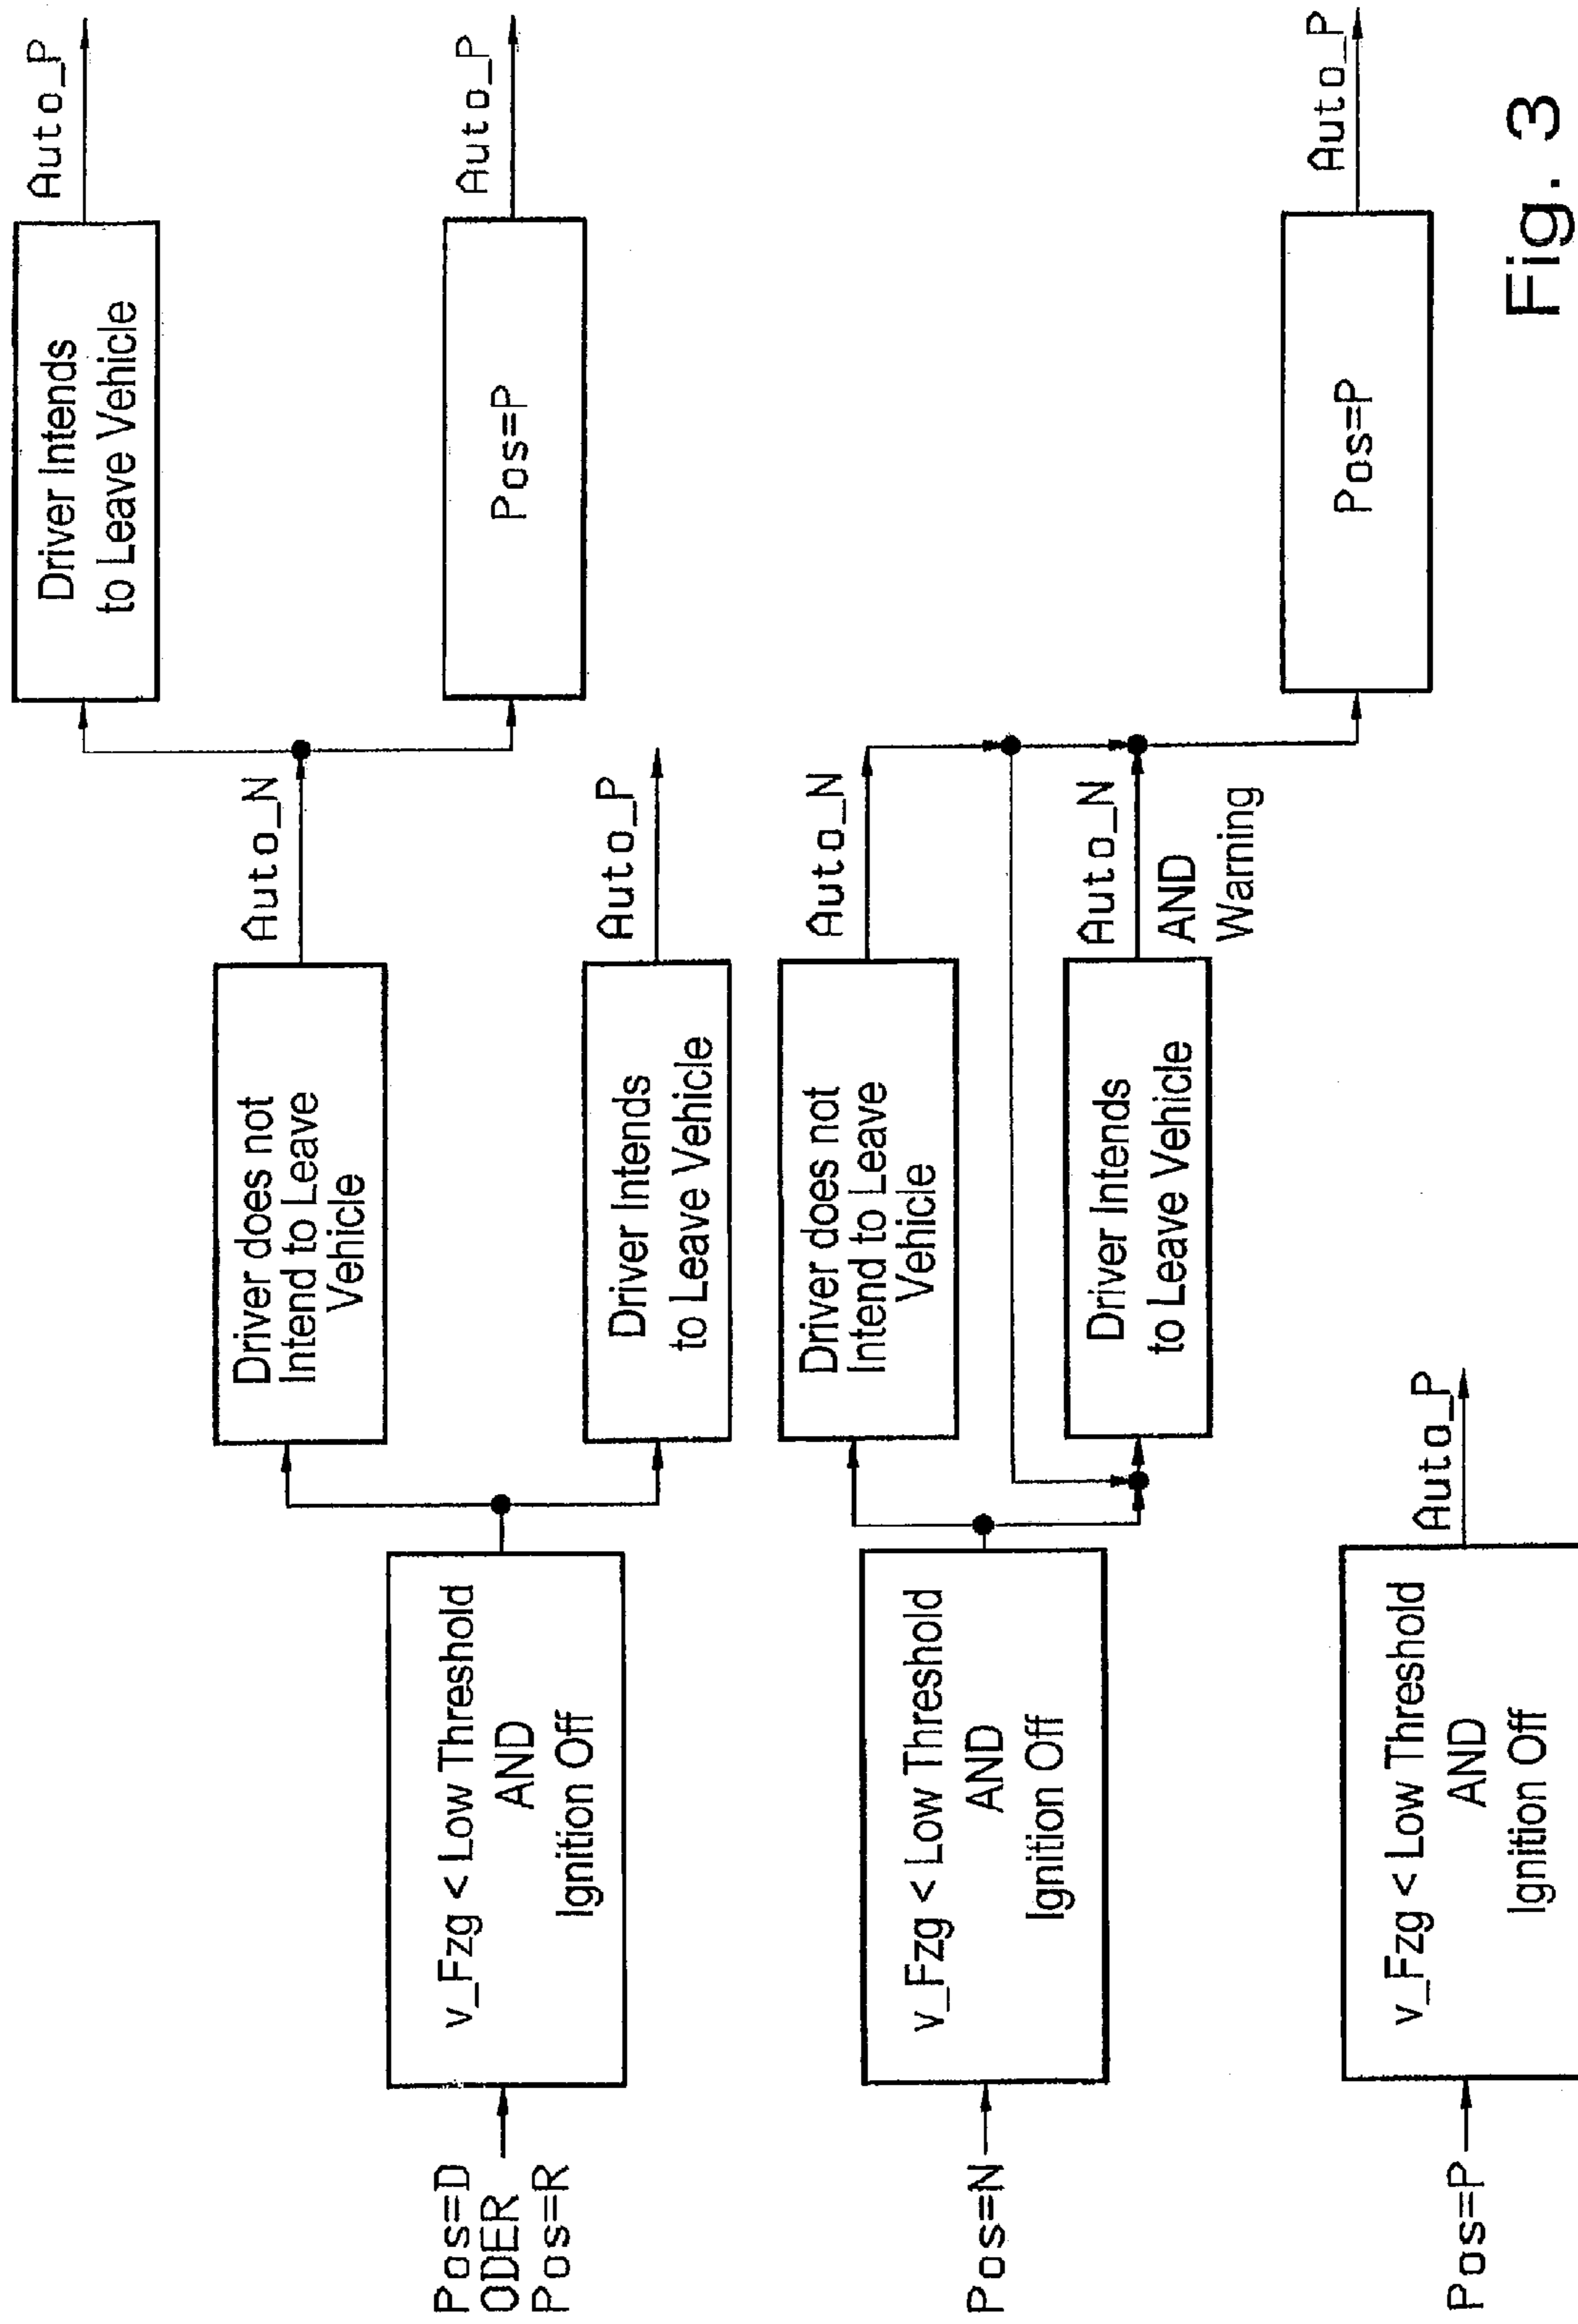 Pos=D
ODER
Pos=R
v_Fzg < Low Threshold
AND
Ignition Off
Driver does not
Intend to Leave
Vehicle
Auto_N
Driver Intends
to Leave Vehicle
Auto_P
Pos=P
Auto_P
Driver Intends
to Leave Vehicle
Auto_P
Pos=N
v_Fzg < Low Threshold
AND
Ignition Off
Driver does not
Intend to Leave
Vehicle
Auto_N
Driver Intends
to Leave Vehicle
Auto_N
AND
Warning
Pos=P
Auto_P
Pos=P
v_Fzg < Low Threshold
AND
Ignition Off
Auto_P
Fig. 3